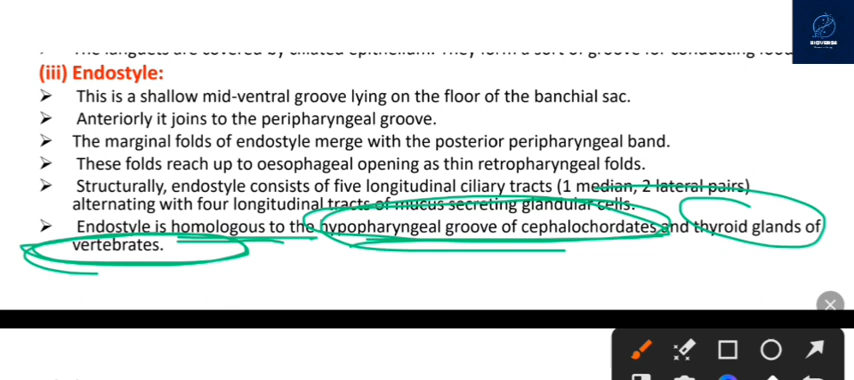 BIOVERSE
(iii) Endostyle:
➤ This is a shallow mid-ventral groove lying on the floor of the banchial sac.
➤ Anteriorly it joins to the peripharyngeal groove.
➤ The marginal folds of endostyle merge with the posterior peripharyngeal band.
➤ These folds reach up to oesophageal opening as thin retropharyngeal folds.
➤ Structurally, endostyle consists of five longitudinal ciliary tracts (1 median, 2 lateral pairs)
alternating with four longitudinal tracts of mucus secreting glandular cells.
➤ Endostyle is homologous to the hypopharyngeal groove of cephalochordates and thyroid glands of
vertebrates.